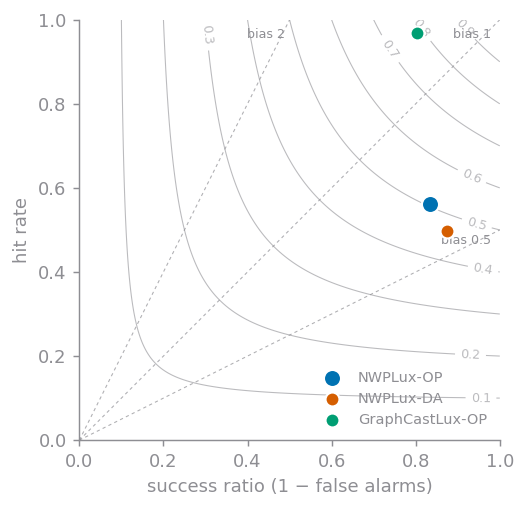 1.0
0.8
0.6
0.4
0.2
0.0
hit rate
bias 2
bias 1
bias 0.5
0.3
0.7
0.8
0.9
0.6
0.5
0.4
0.2
0.1
NWPLux-OP
NWPLux-DA
GraphCastLux-OP
0.0 0.2 0.4 0.6 0.8 1.0
success ratio (1 − false alarms)